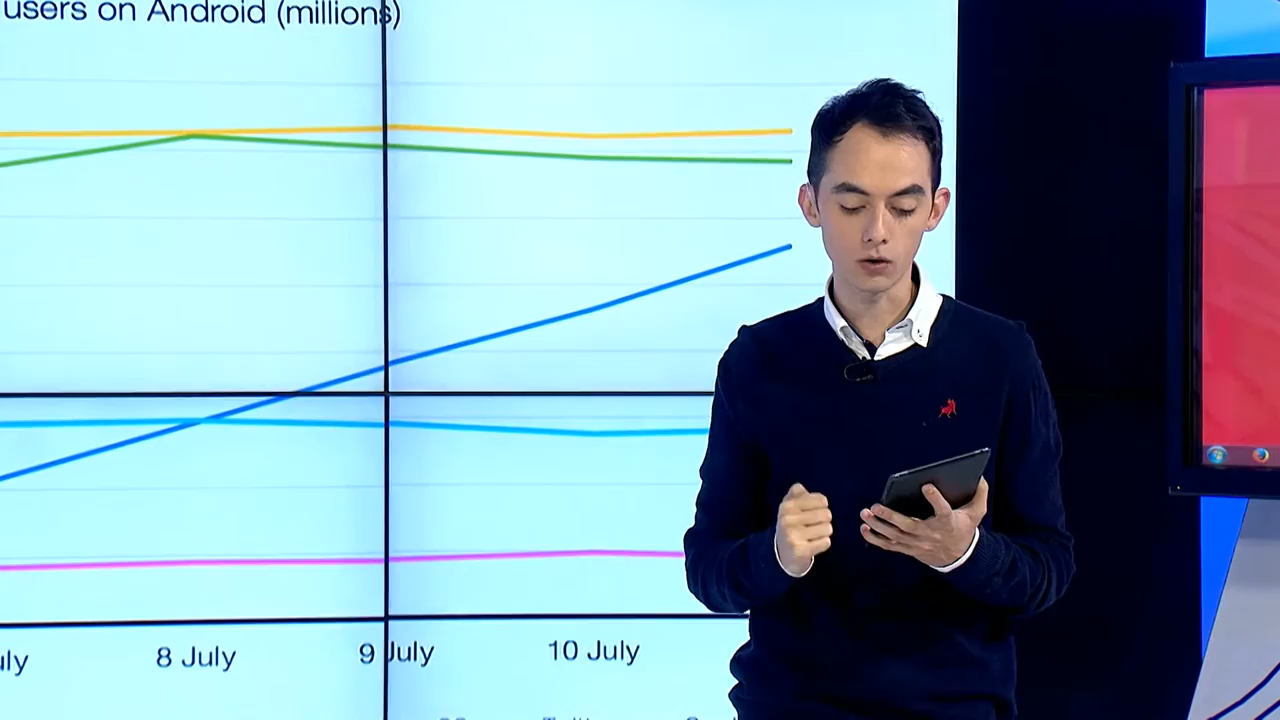 users on Android (millions)
uly
8 July
9 July
10 July